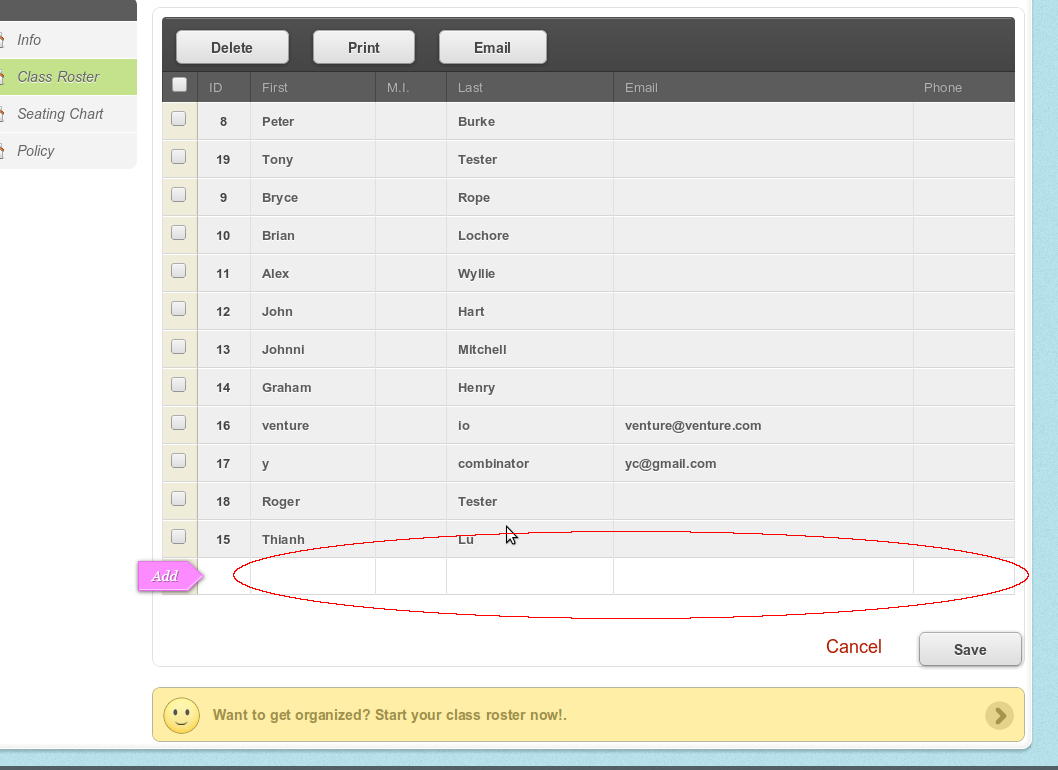 Info
Class Roster
Seating Chart
Policy
Delete Print Email
ID First M.I. Last Email Phone
8 Peter Burke
19 Tony Tester
9 Bryce Rope
10 Brian Lochore
11 Alex Wyllie
12 John Hart
13 Johnni Mitchell
14 Graham Henry
16 venture io venture@venture.com
17 y combinator yc@gmail.com
18 Roger Tester
15 Thianh Lu
Add
Cancel Save
Want to get organized? Start your class roster now!.